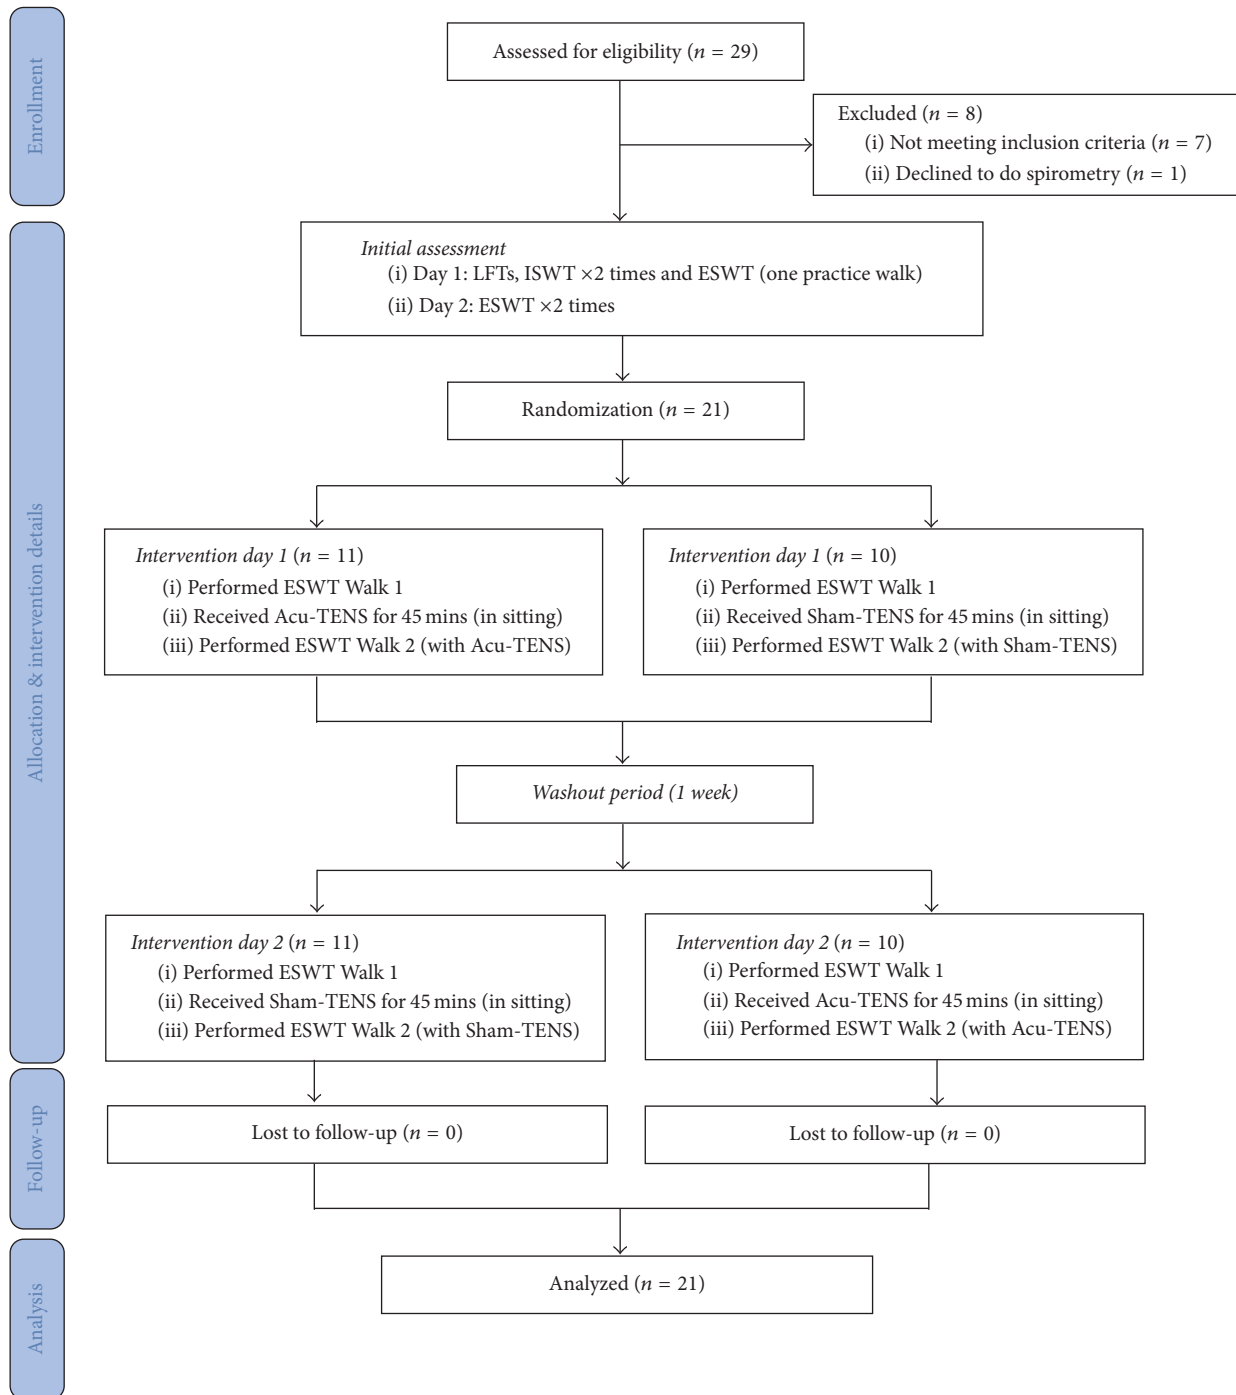 Enrollment
Assessed for eligibility (n = 29)
Excluded (n = 8)
(i) Not meeting inclusion criteria (n = 7)
(ii) Declined to do spirometry (n = 1)
Allocation & intervention details
Initial assessment
(i) Day 1: LFTs, ISWT ×2 times and ESWT (one practice walk)
(ii) Day 2: ESWT ×2 times
Randomization (n = 21)
Intervention day 1 (n = 11)
(i) Performed ESWT Walk 1
(ii) Received Acu-TENS for 45 mins (in sitting)
(iii) Performed ESWT Walk 2 (with Acu-TENS)
Intervention day 1 (n = 10)
(i) Performed ESWT Walk 1
(ii) Received Sham-TENS for 45 mins (in sitting)
(iii) Performed ESWT Walk 2 (with Sham-TENS)
Washout period (1 week)
Intervention day 2 (n = 11)
(i) Performed ESWT Walk 1
(ii) Received Sham-TENS for 45 mins (in sitting)
(iii) Performed ESWT Walk 2 (with Sham-TENS)
Intervention day 2 (n = 10)
(i) Performed ESWT Walk 1
(ii) Received Acu-TENS for 45 mins (in sitting)
(iii) Performed ESWT Walk 2 (with Acu-TENS)
Follow-up
Lost to follow-up (n = 0)
Lost to follow-up (n = 0)
Analysis
Analyzed (n = 21)